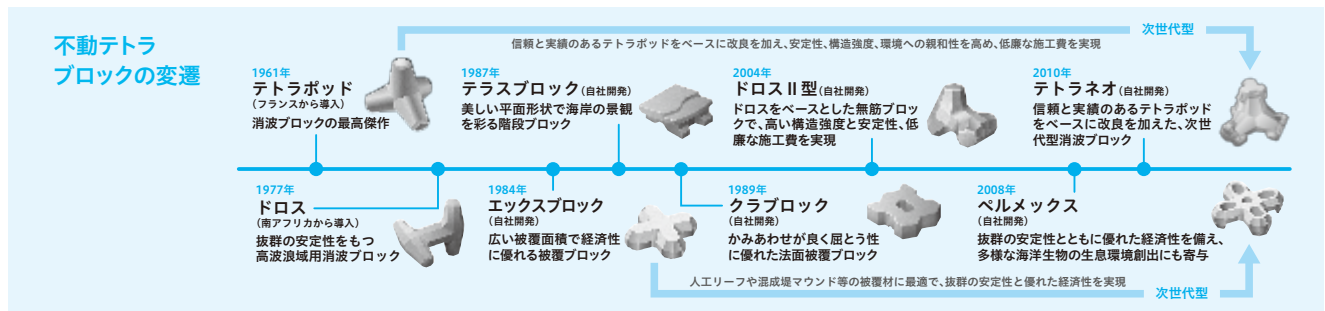 不動テトラ
ブロックの変遷
次世代型
信頼と実績のあるテトラポッドをベースに改良を加え、安定性、構造強度、環境への親和性を高め、低廉な施工費を実現
1961年
テトラポッド
(フランスから導入)
消波ブロックの最高傑作
1987年
テラスブロック(自社開発)
美しい平面形状で海岸の景観
を彩る階段ブロック
2004年
ドロスⅡ型(自社開発)
ドロスをベースとした無筋ブロッ
クで、高い構造強度と安定性、低
廉な施工費を実現
2010年
テトラネオ(自社開発)
信頼と実績のあるテトラポッド
をベースに改良を加えた、次世
代型消波ブロック
1977年
ドロス
(南アフリカから導入)
抜群の安定性をもつ
高波浪域用消波ブロック
1984年
エックスブロック
(自社開発)
広い被覆面積で経済性
に優れる被覆ブロック
1989年
クラブロック
(自社開発)
かみあわせが良く屈とう性
に優れた法面被覆ブロック
2008年
ペルメックス
(自社開発)
抜群の安定性とともに優れた経済性を備え、
多様な海洋生物の生息環境創出にも寄与
人工リーフや混成堤マウンド等の被覆材に最適で、抜群の安定性と優れた経済性を実現
次世代型